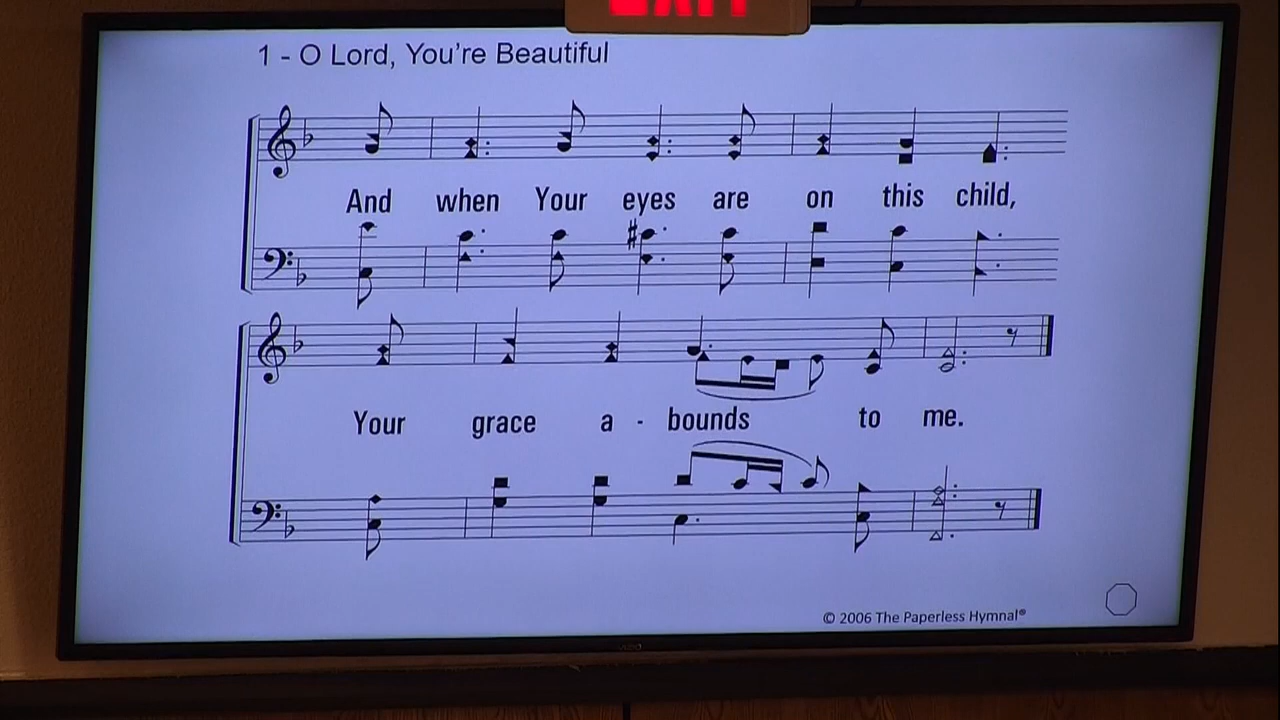 EXIT
1 - O Lord, You're Beautiful
And when Your eyes are on this child,
Your grace a - bounds to me.
© 2006 The Paperless Hymnal®